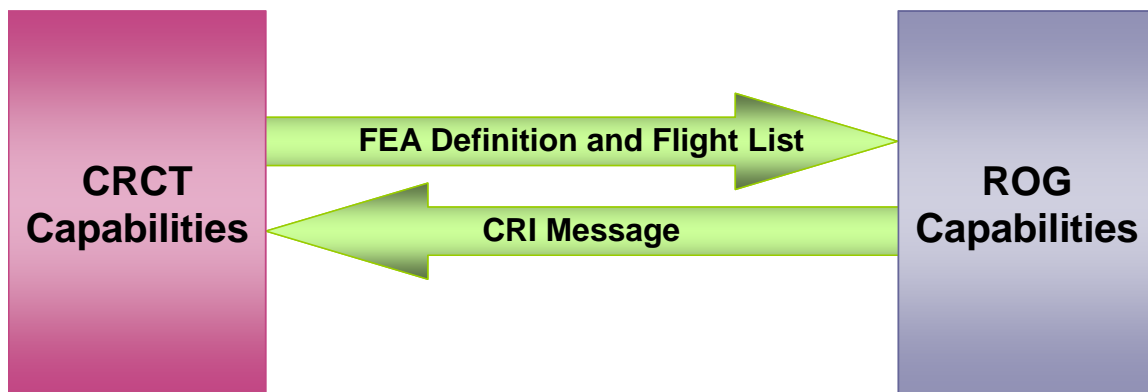 CRCT
Capabilities
FEA Definition and Flight List
CRI Message
ROG
Capabilities